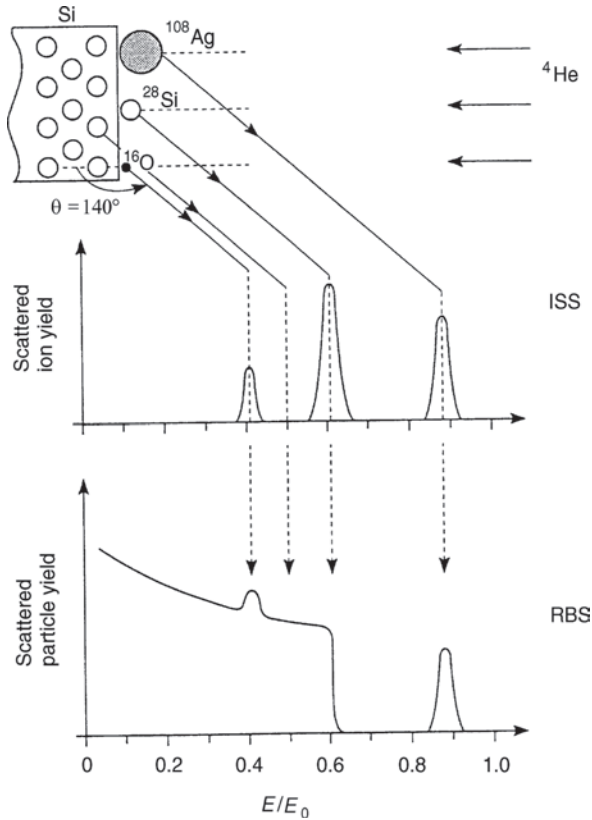 Si
¹⁰⁸Ag
⁴He
²⁸Si
¹⁶O
θ = 140°
Scattered
ion yield
ISS
Scattered
particle yield
RBS
0 0.2 0.4 0.6 0.8 1.0
E/E₀